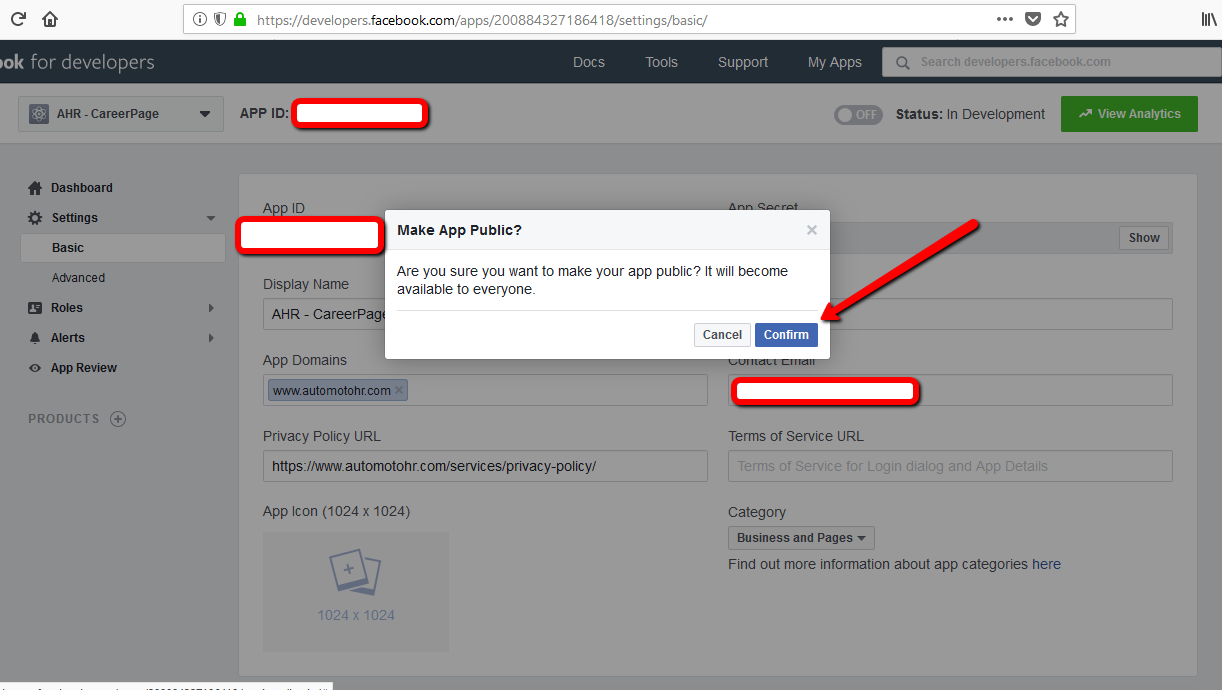 https://developers.facebook.com/apps/200884327186418/settings/basic/
ook for developers
Docs
Tools
Support
My Apps
Search developers.facebook.com
AHR - CareerPage
APP ID:
OFF
Status: In Development
View Analytics
Dashboard
Settings
Basic
Advanced
Roles
Alerts
App Review
PRODUCTS
App ID
App Secret
Show
Make App Public?
Are you sure you want to make your app public? It will become
available to everyone.
Cancel
Confirm
Display Name
AHR - CareerPage
App Domains
www.automotohr.com
Contact Email
Privacy Policy URL
https://www.automotohr.com/services/privacy-policy/
Terms of Service URL
Terms of Service for Login dialog and App Details
App Icon (1024 x 1024)
1024 x 1024
Category
Business and Pages
Find out more information about app categories here